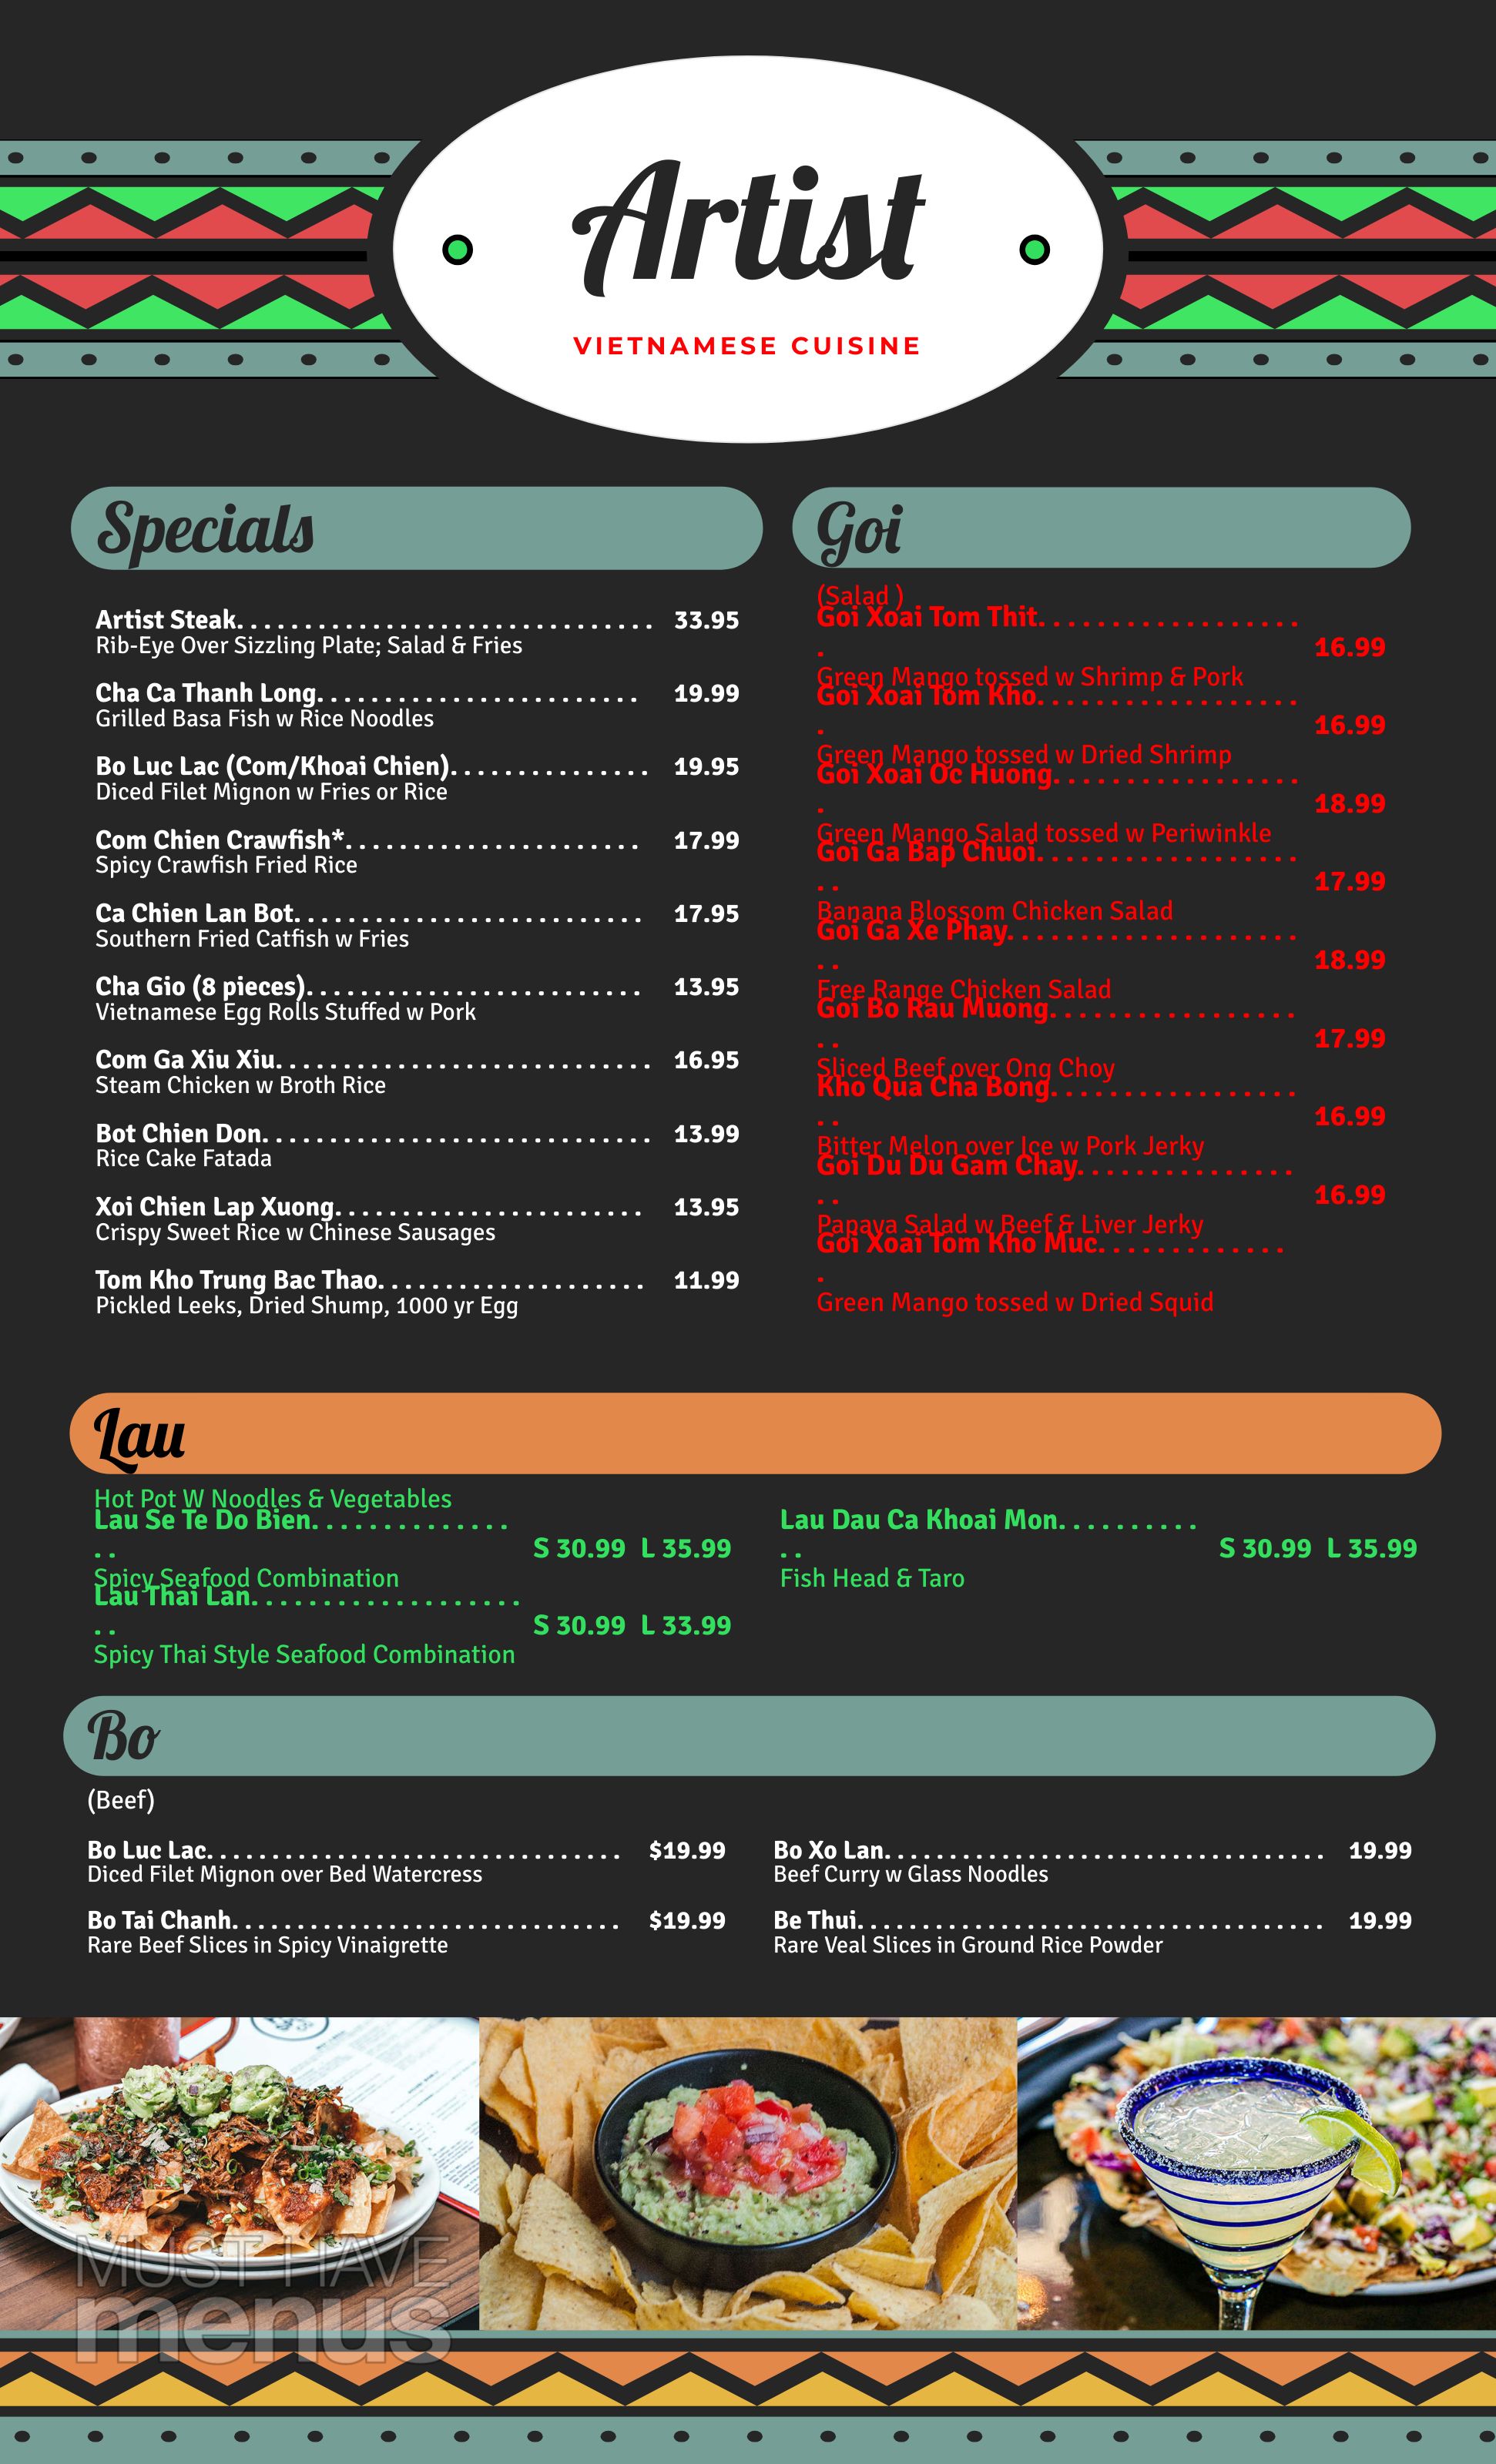 Artist
VIETNAMESE CUISINE
Specials
Artist Steak................................ 33.95
Rib-Eye Over Sizzling Plate; Salad & Fries
Cha Ca Thanh Long......................... 19.99
Grilled Basa Fish w Rice Noodles
Bo Luc Lac (Com/Khoai Chien)............... 19.95
Diced Filet Mignon w Fries or Rice
Com Chien Crawfish*....................... 17.99
Spicy Crawfish Fried Rice
Ca Chien Lan Bot........................... 17.95
Southern Fried Catfish w Fries
Cha Gio (8 pieces).......................... 13.95
Vietnamese Egg Rolls Stuffed w Pork
Com Ga Xiu Xiu............................. 16.95
Steam Chicken w Broth Rice
Bot Chien Don.............................. 13.99
Rice Cake Fatada
Xoi Chien Lap Xuong........................ 13.95
Crispy Sweet Rice w Chinese Sausages
Tom Kho Trung Bac Thao..................... 11.99
Pickled Leeks, Dried Shump, 1000 yr Egg
Goi
(Salad )
Goi Xoai Tom Thit...................
. 16.99
Green Mango tossed w Shrimp & Pork
Goi Xoai Tom Kho...................
. 16.99
Green Mango tossed w Dried Shrimp
Goi Xoai Oc Huong..................
. 18.99
Green Mango Salad tossed w Periwinkle
Goi Ga Bap Chuoi...................
. . 17.99
Banana Blossom Chicken Salad
Goi Ga Xe Phay.....................
. . 18.99
Free Range Chicken Salad
Goi Bo Rau Muong..................
. . 17.99
Sliced Beef over Ong Choy
Kho Qua Cha Bong..................
. . 16.99
Bitter Melon over Ice w Pork Jerky
Goi Du Du Gam Chay...............
. . 16.99
Papaya Salad w Beef & Liver Jerky
Goi Xoai Tom Kho Muc.............
.
Green Mango tossed w Dried Squid
Lau
Hot Pot W Noodles & Vegetables
Lau Se Te Do Bien..............
. . S 30.99 L 35.99
Spicy Seafood Combination
Lau Thai Lan...................
. . S 30.99 L 33.99
Spicy Thai Style Seafood Combination
Lau Dau Ca Khoai Mon..........
. . S 30.99 L 35.99
Fish Head & Taro
Bo
(Beef)
Bo Luc Lac................................ $19.99
Diced Filet Mignon over Bed Watercress
Bo Tai Chanh.............................. $19.99
Rare Beef Slices in Spicy Vinaigrette
Bo Xo Lan.................................. 19.99
Beef Curry w Glass Noodles
Be Thui.................................... 19.99
Rare Veal Slices in Ground Rice Powder
MUST HAVE
menus